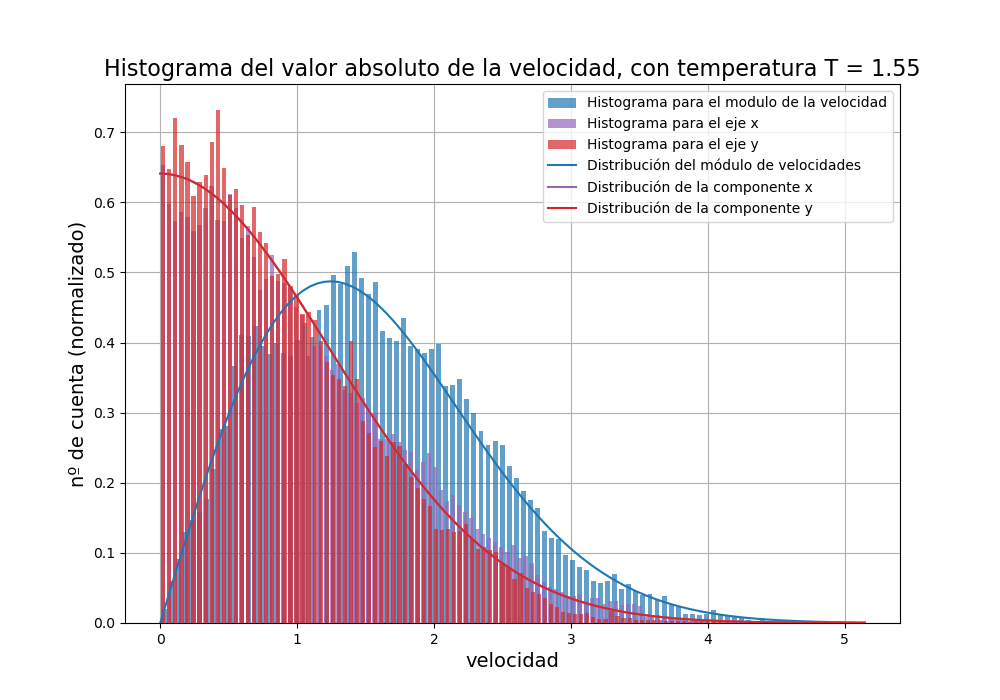 Histograma del valor absoluto de la velocidad, con temperatura T = 1.55
Histograma para el modulo de la velocidad
Histograma para el eje x
Histograma para el eje y
Distribución del módulo de velocidades
Distribución de la componente x
Distribución de la componente y
nº de cuenta (normalizado)
0.7
0.6
0.5
0.4
0.3
0.2
0.1
0.0
0 1 2 3 4 5
velocidad